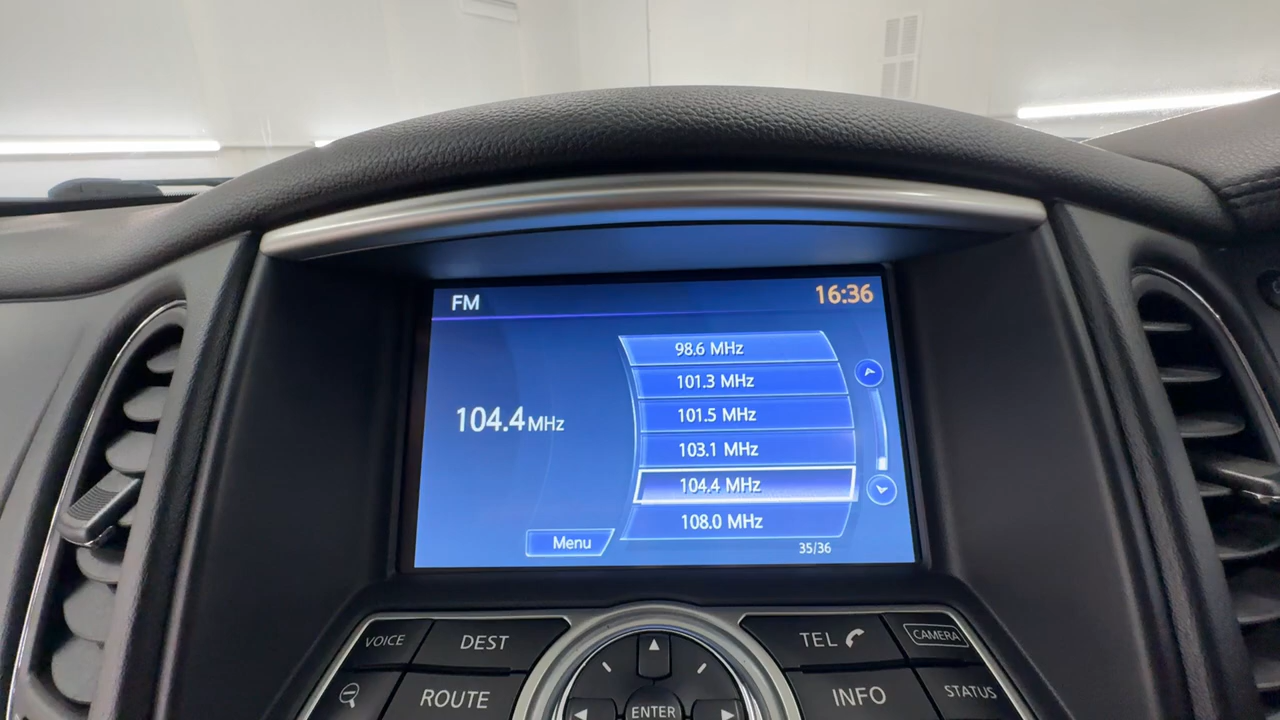 FM
16:36
98.6 MHz
101.3 MHz
101.5 MHz
104.4 MHz
103.1 MHz
104.4 MHz
108.0 MHz
Menu
35/36
VOICE
DEST
TEL
CAMERA
ROUTE
ENTER
INFO
STATUS